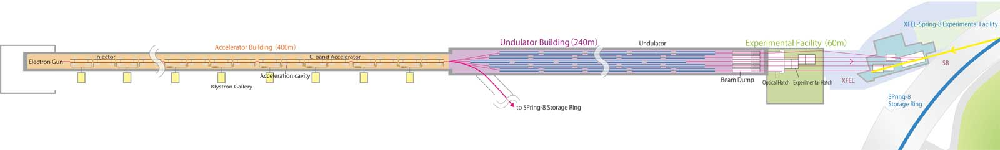 XFEL-Spring-8 Experimental Facility
Accelerator Building (400m)
Undulator Building (240m)
Undulator
Experimental Facility (60m)
Electron Gun
Injector
C-band Accelerator
Acceleration cavity
Klystron Gallery
Beam Dump
Optical Hatch
Experimental Hatch
XFEL
SR
to SPring-8 Storage Ring
SPring-8
Storage Ring